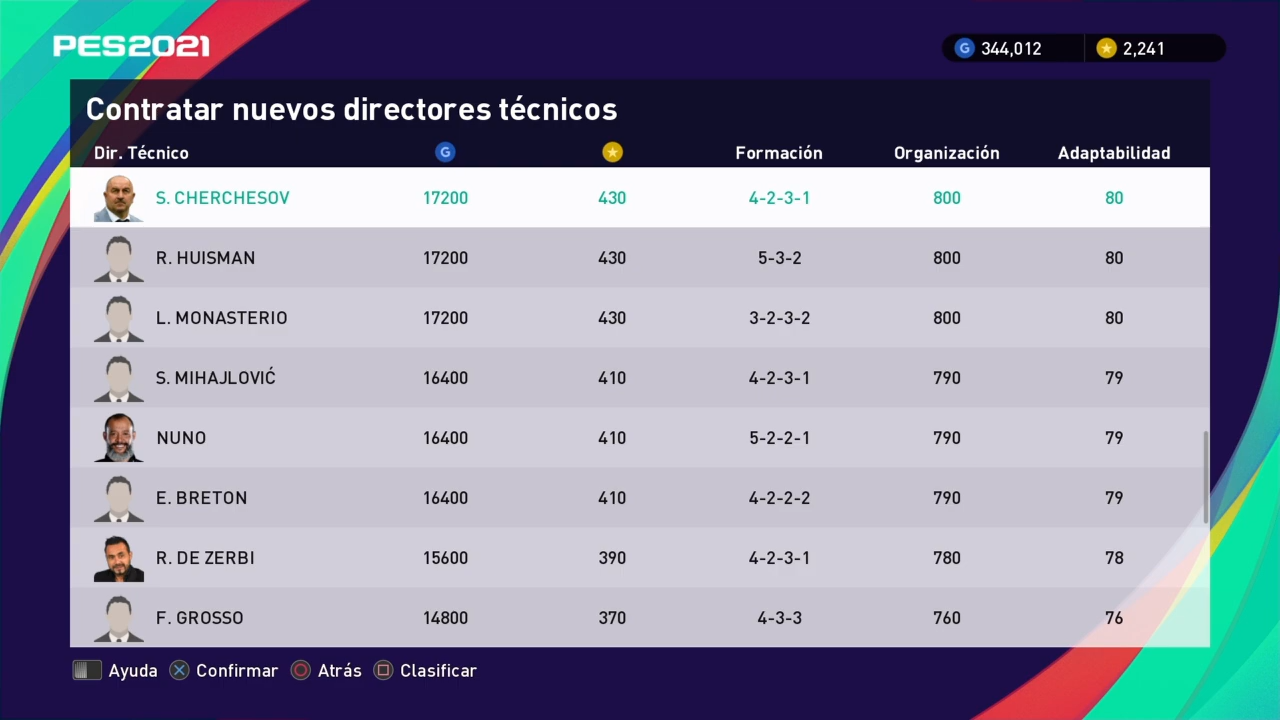 PES2021
G 344,012 2,241
Contratar nuevos directores técnicos
Dir. Técnico G Formación Organización Adaptabilidad
S. CHERCHESOV 17200 430 4-2-3-1 800 80
R. HUISMAN 17200 430 5-3-2 800 80
L. MONASTERIO 17200 430 3-2-3-2 800 80
S. MIHAJLOVIĆ 16400 410 4-2-3-1 790 79
NUNO 16400 410 5-2-2-1 790 79
E. BRETON 16400 410 4-2-2-2 790 79
R. DE ZERBI 15600 390 4-2-3-1 780 78
F. GROSSO 14800 370 4-3-3 760 76
Ayuda Confirmar Atrás Clasificar